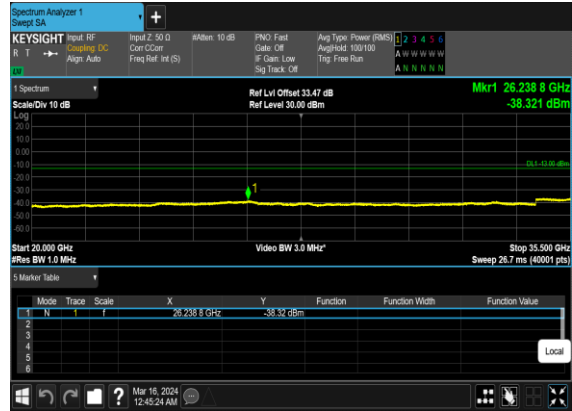 Spectrum Analyzer 1
Swept SA
+
KEYSIGHT Input: RF Input Z: 50 Ω #Atten: 10 dB PNO: Fast Avg Type: Power (RMS) 1 2 3 4 5 6
R T Coupling: DC Corr CCorr Gate: Off Avg|Hold: 100/100 A W W W W W
Align: Auto Freq Ref: Int (S) IF Gain: Low Trig: Free Run
Sig Track: Off A N N N N N
1 Spectrum Ref Lvl Offset 33.47 dB Mkr1 26.238 8 GHz
Scale/Div 10 dB Ref Level 30.00 dBm -38.321 dBm
Log
20.0
10.0
0.00
-10.0 DL1 -13.00 dBm
-20.0
-30.0 1
-40.0
-50.0
-60.0
Start 20.000 GHz Video BW 3.0 MHz* Stop 35.500 GHz
#Res BW 1.0 MHz Sweep 26.7 ms (40001 pts)
5 Marker Table
Mode Trace Scale X Y Function Function Width Function Value
1 N 1 f 26.238 8 GHz -38.32 dBm
2
3
4
5
6
Local
? Mar 16, 2024
12:45:24 AM